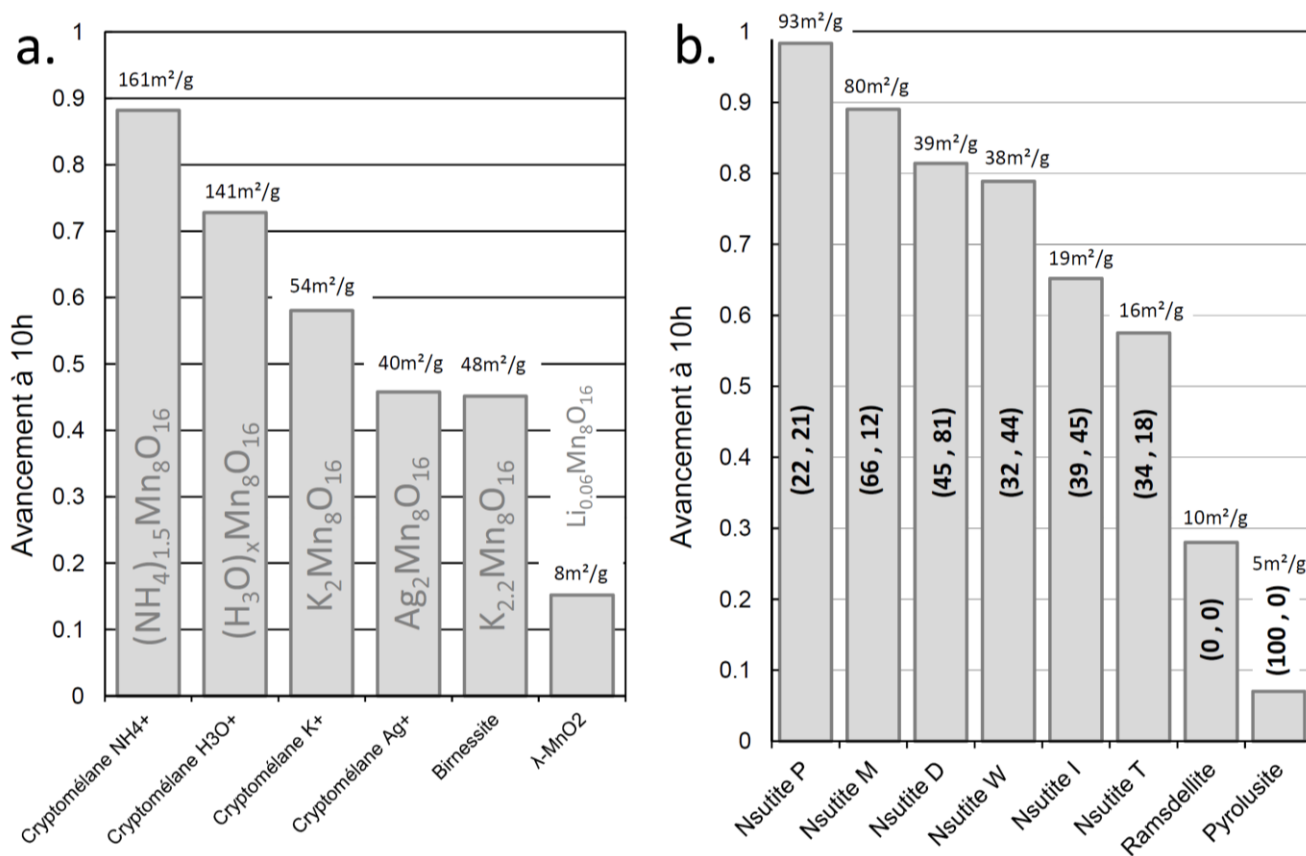 a.
Avancement à 10h
1
0.9
0.8
0.7
0.6
0.5
0.4
0.3
0.2
0.1
0
161m²/g
141m²/g
54m²/g
40m²/g
48m²/g
8m²/g
(NH₄)₁.₅Mn₈O₁₆
(H₃O)ₓMn₈O₁₆
K₂Mn₈O₁₆
Ag₂Mn₈O₁₆
K₂.₂Mn₈O₁₆
Li₀.₀₆Mn₈O₁₆
Cryptomélane NH4+
Cryptomélane H3O+
Cryptomélane K+
Cryptomélane Ag+
Birnessite
λ-MnO2
b.
Avancement à 10h
1
0.9
0.8
0.7
0.6
0.5
0.4
0.3
0.2
0.1
0
93m²/g
80m²/g
39m²/g
38m²/g
19m²/g
16m²/g
10m²/g
5m²/g
(22 , 21)
(66 , 12)
(45 , 81)
(32 , 44)
(39 , 45)
(34 , 18)
(0 , 0)
(100 , 0)
Nsutite P
Nsutite M
Nsutite D
Nsutite W
Nsutite I
Nsutite T
Ramsdellite
Pyrolusite